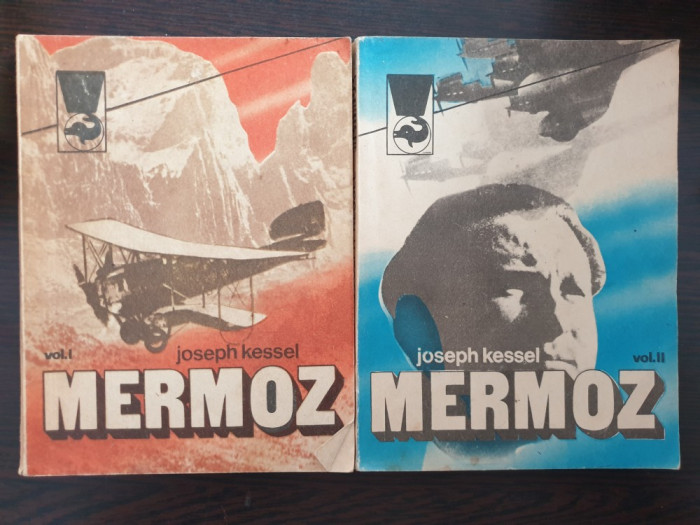 vol.I
joseph kessel
MERMOZ
joseph kessel
vol.II
MERMOZ